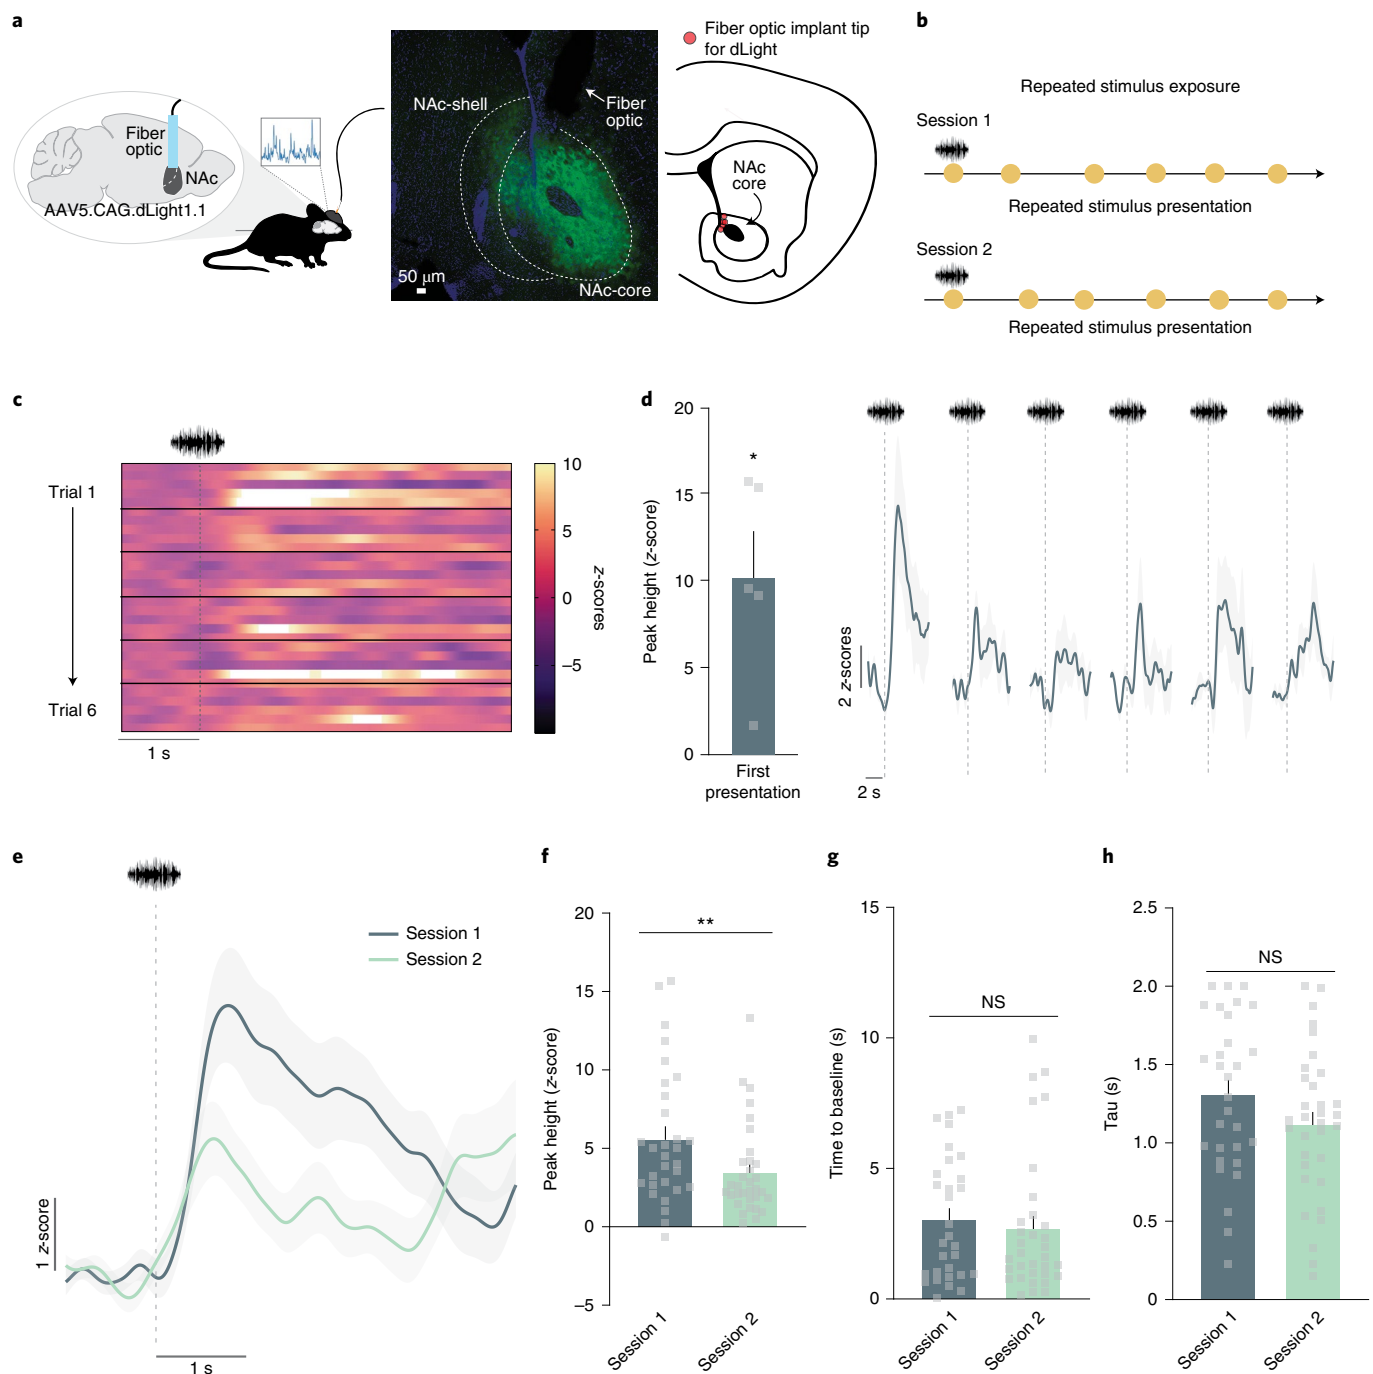 a
Fiber
optic
NAc
AAV5.CAG.dLight1.1
NAc-shell
Fiber
optic
50 μm
NAc-core
Fiber optic implant tip
for dLight
NAc
core
b
Repeated stimulus exposure
Session 1
Repeated stimulus presentation
Session 2
Repeated stimulus presentation
c
Trial 1
Trial 6
1 s
10
5
0
–5
z-scores
d
20
15
10
5
0
Peak height (z-score)
*
First
presentation
2 z-scores
2 s
e
Session 1
Session 2
1 z-score
1 s
f
20
15
10
5
0
–5
Peak height (z-score)
**
Session 1
Session 2
g
15
10
5
0
Time to baseline (s)
NS
Session 1
Session 2
h
2.5
2.0
1.5
1.0
0.5
0
Tau (s)
NS
Session 1
Session 2